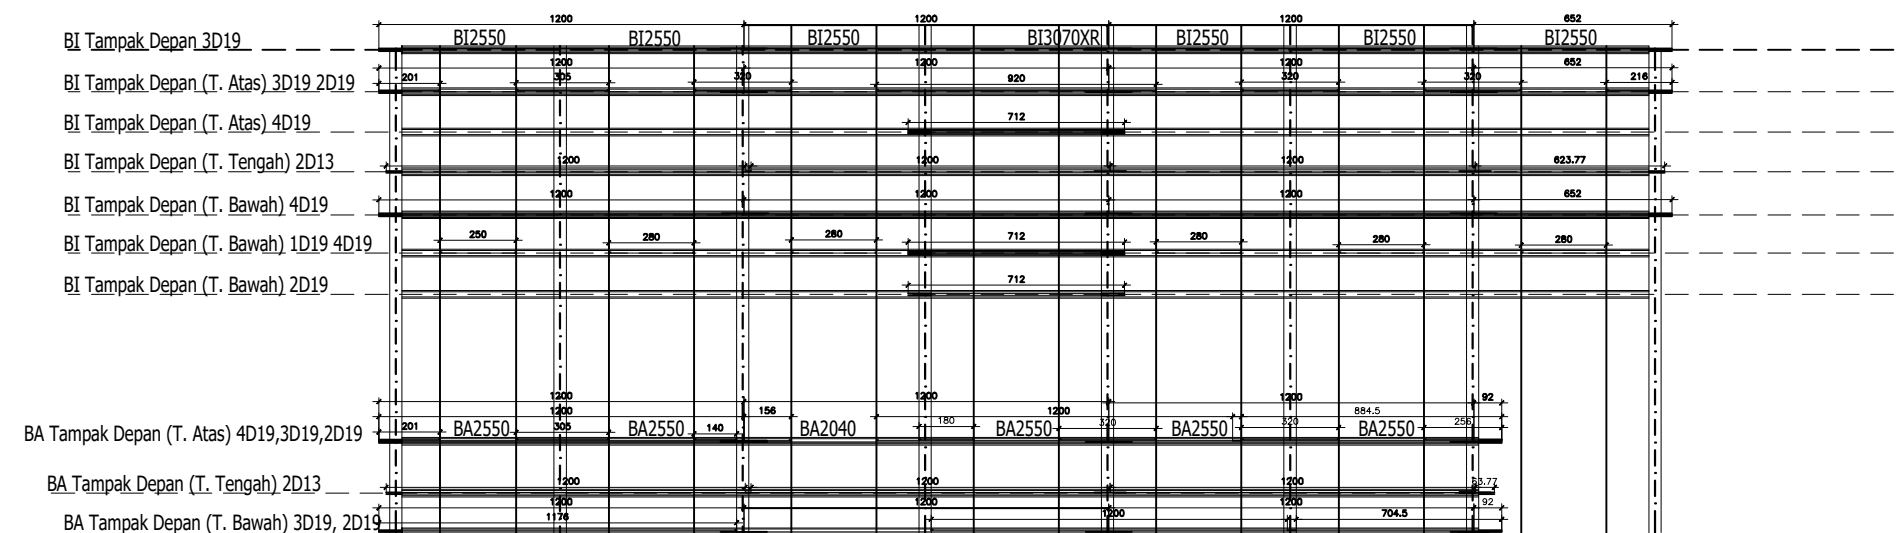 1200 1200 1200 652
BI Tampak Depan 3D19 BI2550 BI2550 BI2550 BI3070XR BI2550 BI2550 BI2550
1200 1200 1200 652
BI Tampak Depan (T. Atas) 3D19 2D19 201 305 320 920 320 320 216
BI Tampak Depan (T. Atas) 4D19 712
BI Tampak Depan (T. Tengah) 2D13 1200 1200 1200 623.77
BI Tampak Depan (T. Bawah) 4D19 1200 1200 1200 652
BI Tampak Depan (T. Bawah) 1D19 4D19 250 280 280 712 280 280 280
BI Tampak Depan (T. Bawah) 2D19 712
1200 1200 92
1200 156 1200 884.5
BA Tampak Depan (T. Atas) 4D19,3D19,2D19 201 BA2550 305 BA2550 140 BA2040 180 BA2550 320 BA2550 320 BA2550 256
BA Tampak Depan (T. Tengah) 2D13 1200 1200 1200 63.77
1200 1200 1200 92
BA Tampak Depan (T. Bawah) 3D19, 2D19 1176 1200 704.5